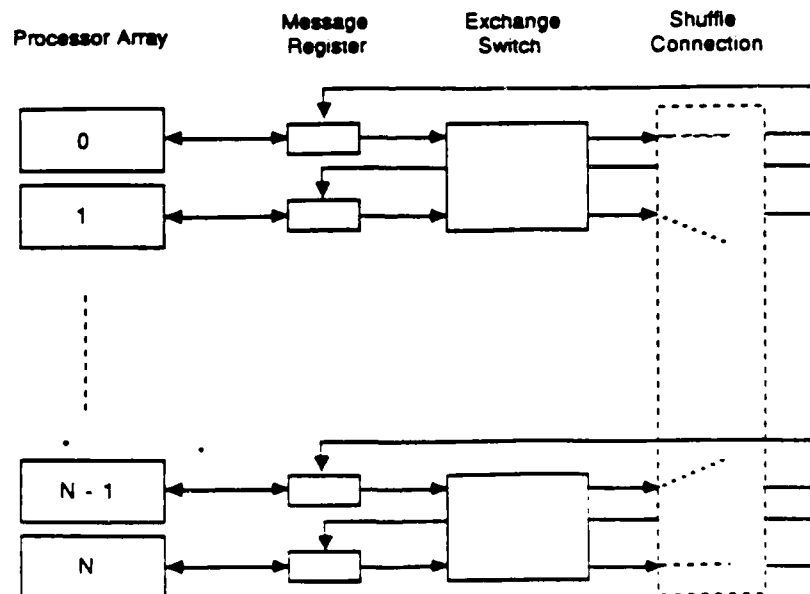 Processor Array
Message
Register
Exchange
Switch
Shuffle
Connection
0
1
N - 1
N